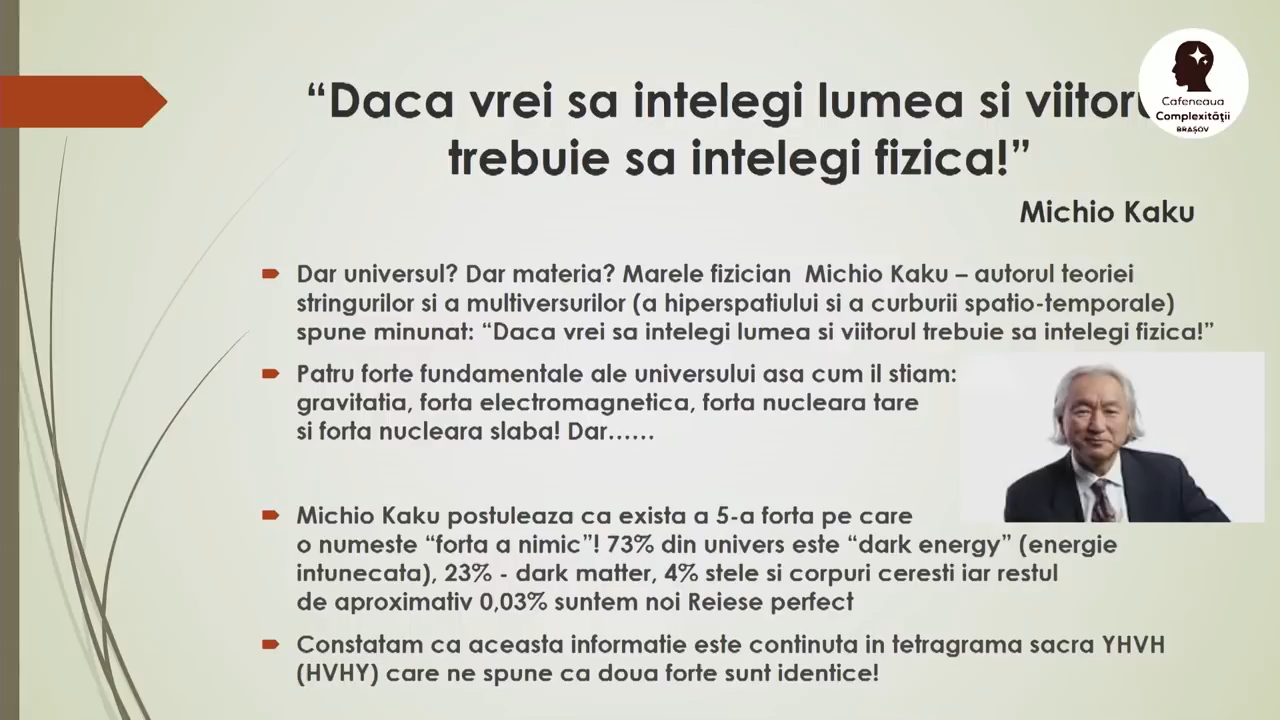 “Daca vrei sa intelegi lumea si
trebuie sa intelegi fizica!”
Cafeneaua
Complexității
BRAȘOV
Michio Kaku
Dar universul? Dar materia? Marele fizician Michio Kaku – autorul teoriei
stringurilor si a multiversurilor (a hiperspatiului si a curburii spatio-temporale)
spune minunat: “Daca vrei sa intelegi lumea si viitorul trebuie sa intelegi fizica!”
Patru forte fundamentale ale universului asa cum il stiam:
gravitatia, forta electromagnetica, forta nucleara tare
si forta nucleara slaba! Dar……
Michio Kaku postuleaza ca exista a 5-a forta pe care
o numeste “forta a nimic”! 73% din univers este “dark energy” (energie
intunecata), 23% - dark matter, 4% stele si corpuri ceresti iar restul
de aproximativ 0,03% suntem noi Reiese perfect
Constatam ca aceasta informatie este continuta in tetragrama sacra YHVH
(HVHY) care ne spune ca doua forte sunt identice!